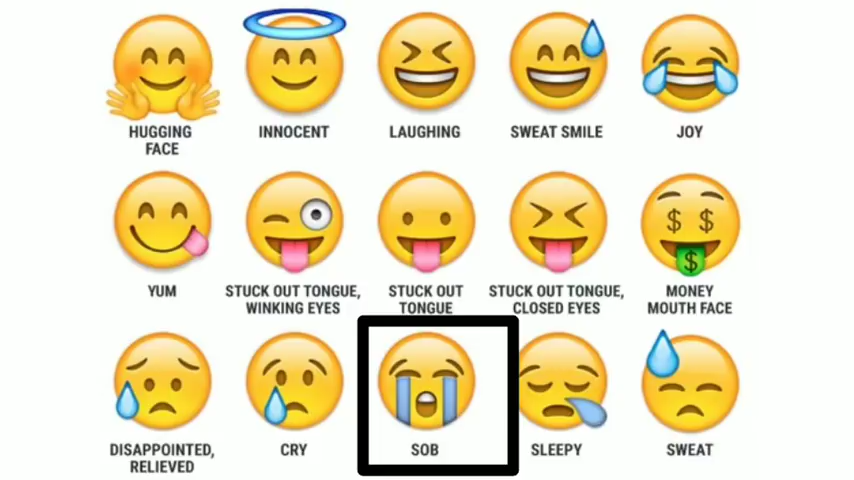 HUGGING
FACE
INNOCENT
LAUGHING
SWEAT SMILE
JOY
YUM
STUCK OUT TONGUE,
WINKING EYES
STUCK OUT
TONGUE
STUCK OUT TONGUE,
CLOSED EYES
MONEY
MOUTH FACE
DISAPPOINTED,
RELIEVED
CRY
SOB
SLEEPY
SWEAT